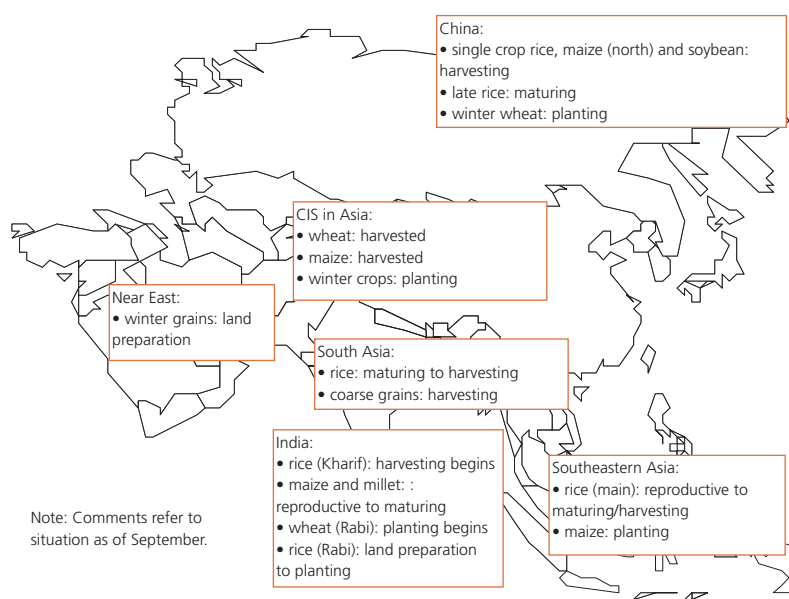 China:
• single crop rice, maize (north) and soybean:
harvesting
• late rice: maturing
• winter wheat: planting
CIS in Asia:
• wheat: harvested
• maize: harvested
• winter crops: planting
Near East:
• winter grains: land
preparation
South Asia:
• rice: maturing to harvesting
• coarse grains: harvesting
India:
• rice (Kharif): harvesting begins
• maize and millet: :
reproductive to maturing
• wheat (Rabi): planting begins
• rice (Rabi): land preparation
to planting
Southeastern Asia:
• rice (main): reproductive to
maturing/harvesting
• maize: planting
Note: Comments refer to
situation as of September.